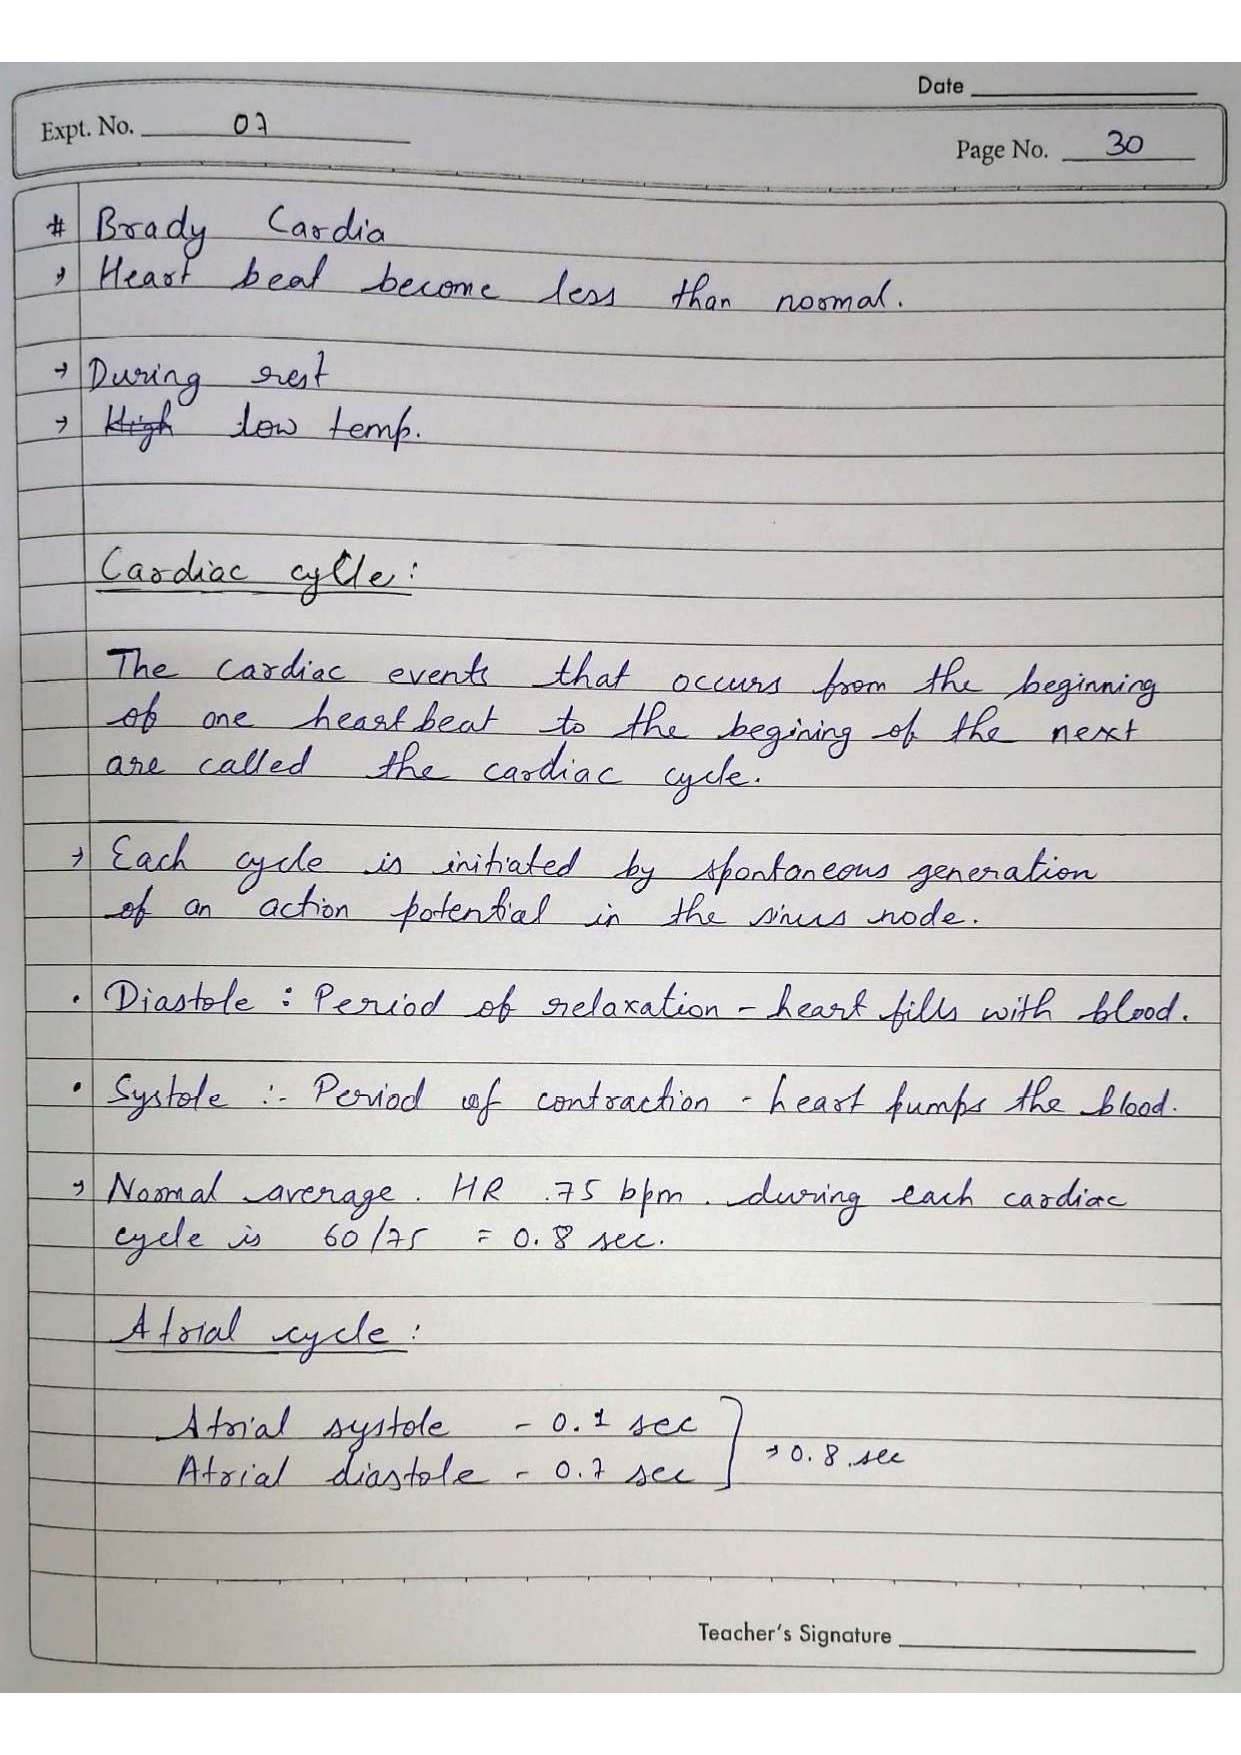 Date
Expt. No. 07
Page No. 30
# Brady Cardia
→ Heart beat become less than normal.
→ During rest
→ High low temp.
Cardiac cycle:
The cardiac events that occurs from the beginning
of one heartbeat to the begining of the next
are called the cardiac cycle.
→ Each cycle is initiated by spontaneous generation
of an action potential in the sinus node.
• Diastole : Period of relaxation - heart fills with blood.
• Systole :- Period of contraction - heart pumps the blood.
→ Normal average. HR .75 bpm. during each cardiac
cycle is 60/75 = 0.8 sec.
Atrial cycle:
Atrial systole - 0.1 sec
→ 0.8 sec
Atrial diastole - 0.7 sec
Teacher's Signature